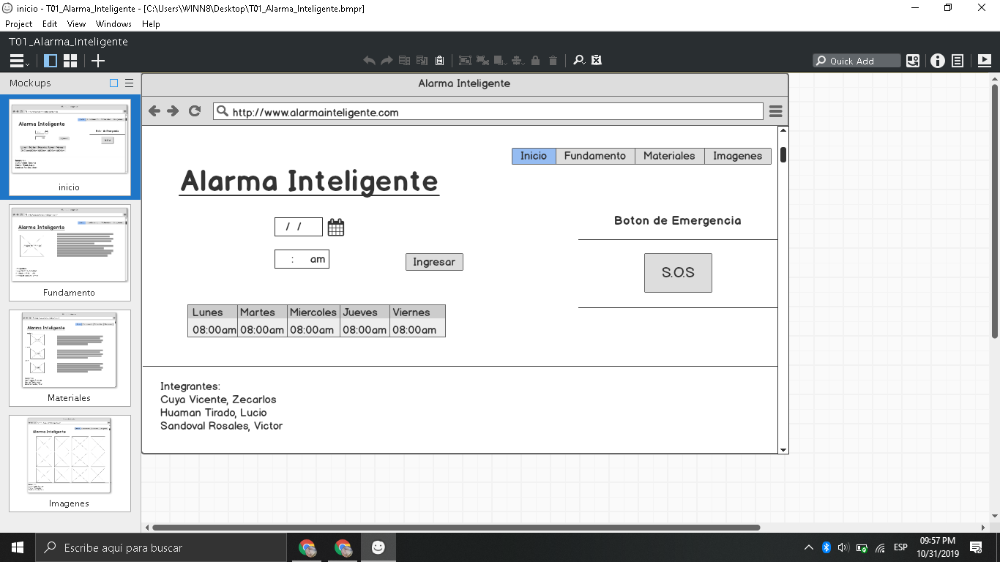 inicio - T01_Alarma_Inteligente - [C:\Users\WINN8\Desktop\T01_Alarma_Inteligente.bmpr]
Project Edit View Windows Help
T01_Alarma_Inteligente
Quick Add
Mockups
inicio
Fundamento
Materiales
Imagenes
Alarma Inteligente
http://www.alarmainteligente.com
Inicio Fundamento Materiales Imagenes
Alarma Inteligente
/ /
: am
Ingresar
Boton de Emergencia
S.O.S
Lunes Martes Miercoles Jueves Viernes
08:00am 08:00am 08:00am 08:00am 08:00am
Integrantes:
Cuya Vicente, Zecarlos
Huaman Tirado, Lucio
Sandoval Rosales, Victor
Escribe aquí para buscar
ESP
09:57 PM
10/31/2019